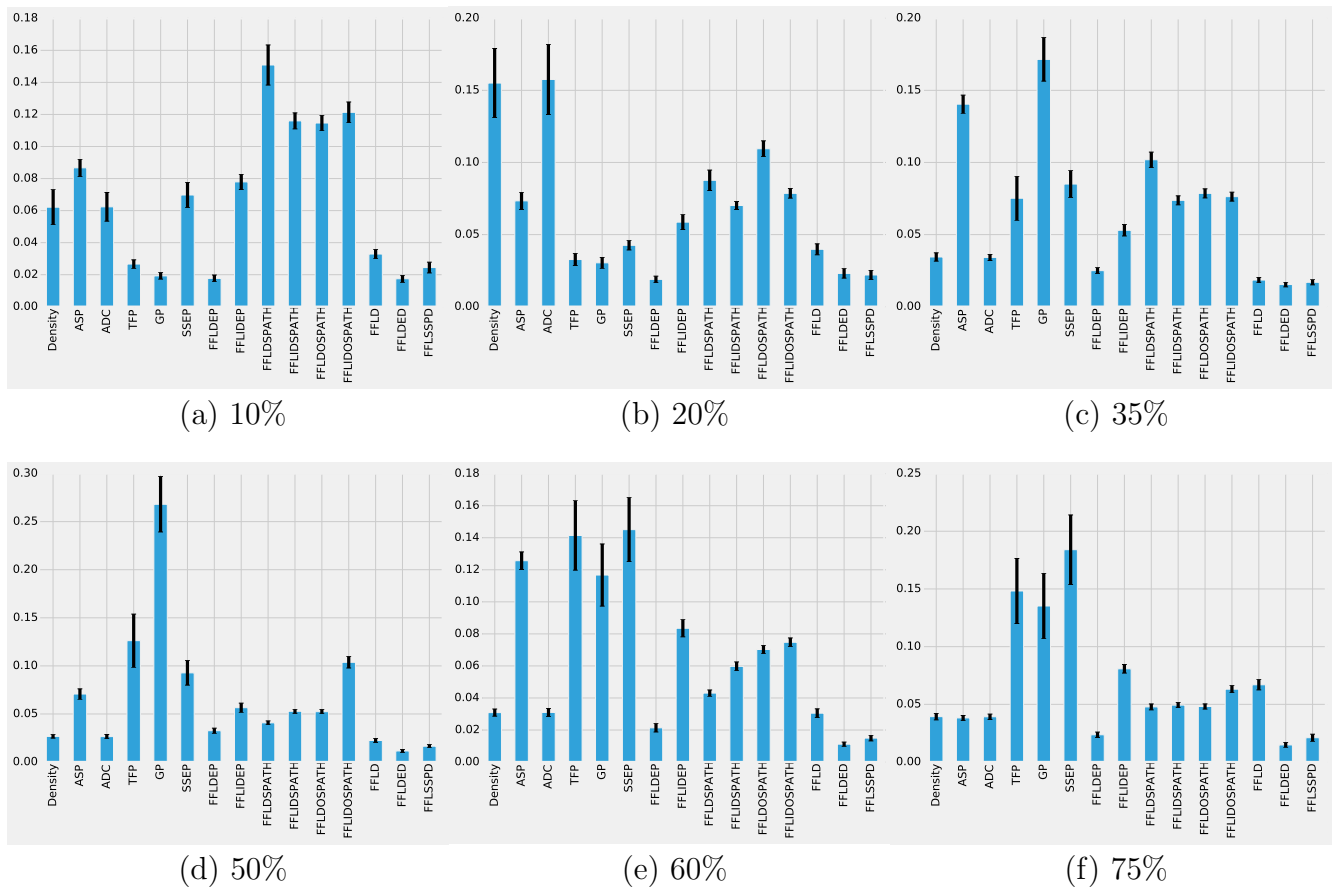 0.18
0.16
0.14
0.12
0.10
0.08
0.06
0.04
0.02
0.00
Density
ASP
ADC
TFP
GP
SSEP
FFLDEP
FFLIDEP
FFLDSPATH
FFLIDSPATH
FFLDOSPATH
FFLIDOSPATH
FFLD
FFLDED
FFLSSPD
(a) 10%
0.20
0.15
0.10
0.05
0.00
Density
ASP
ADC
TFP
GP
SSEP
FFLDEP
FFLIDEP
FFLDSPATH
FFLIDSPATH
FFLDOSPATH
FFLIDOSPATH
FFLD
FFLDED
FFLSSPD
(b) 20%
0.20
0.15
0.10
0.05
0.00
Density
ASP
ADC
TFP
GP
SSEP
FFLDEP
FFLIDEP
FFLDSPATH
FFLIDSPATH
FFLDOSPATH
FFLIDOSPATH
FFLD
FFLDED
FFLSSPD
(c) 35%
0.30
0.25
0.20
0.15
0.10
0.05
0.00
Density
ASP
ADC
TFP
GP
SSEP
FFLDEP
FFLIDEP
FFLDSPATH
FFLIDSPATH
FFLDOSPATH
FFLIDOSPATH
FFLD
FFLDED
FFLSSPD
(d) 50%
0.18
0.16
0.14
0.12
0.10
0.08
0.06
0.04
0.02
0.00
Density
ASP
ADC
TFP
GP
SSEP
FFLDEP
FFLIDEP
FFLDSPATH
FFLIDSPATH
FFLDOSPATH
FFLIDOSPATH
FFLD
FFLDED
FFLSSPD
(e) 60%
0.25
0.20
0.15
0.10
0.05
0.00
Density
ASP
ADC
TFP
GP
SSEP
FFLDEP
FFLIDEP
FFLDSPATH
FFLIDSPATH
FFLDOSPATH
FFLIDOSPATH
FFLD
FFLDED
FFLSSPD
(f) 75%